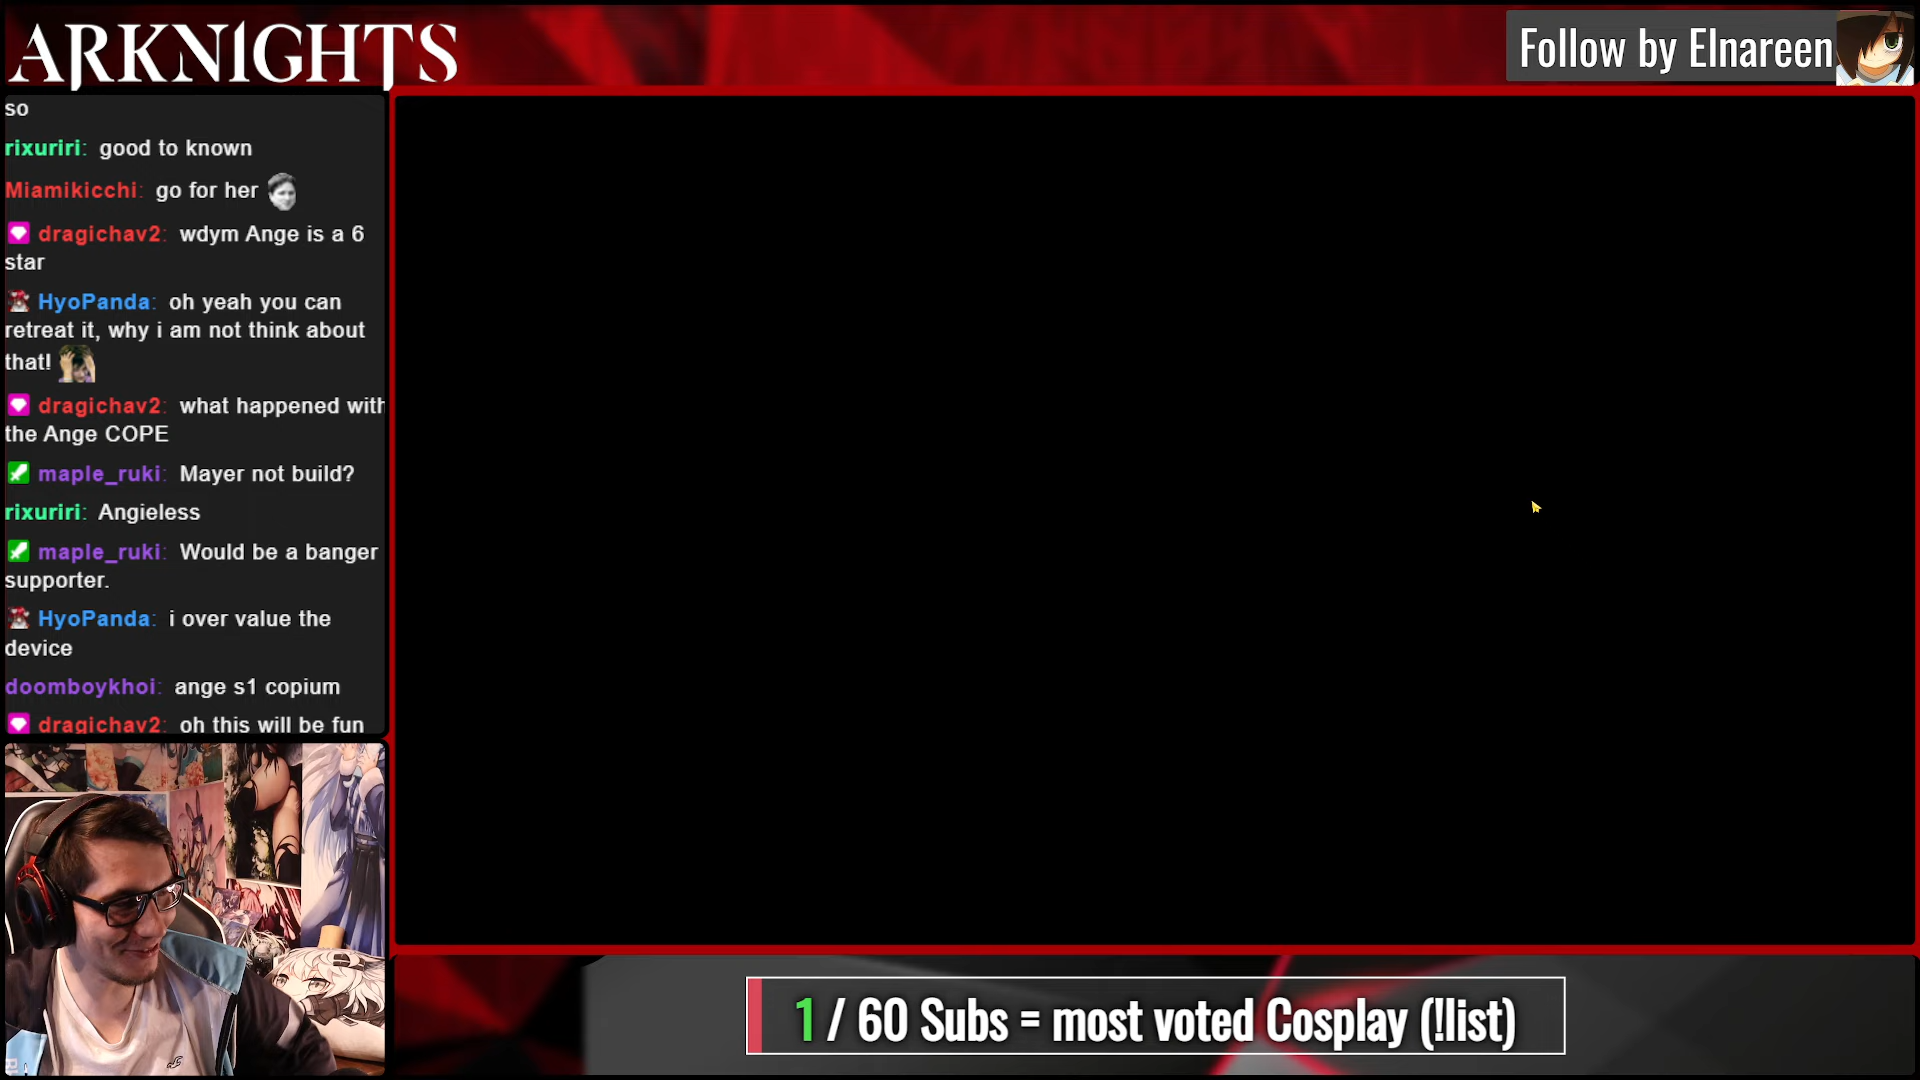 ARKNIGHTS
Follow by Elnareen
so
rixuriri: good to known
Miamikicchi: go for her
dragichav2: wdym Ange is a 6
star
HyoPanda: oh yeah you can
retreat it, why i am not think about
that!
dragichav2: what happened with
the Ange COPE
maple_ruki: Mayer not build?
rixuriri: Angieless
maple_ruki: Would be a banger
supporter.
HyoPanda: i over value the
device
doomboykhoi: ange s1 copium
dragichav2: oh this will be fun
1 / 60 Subs = most voted Cosplay (!list)